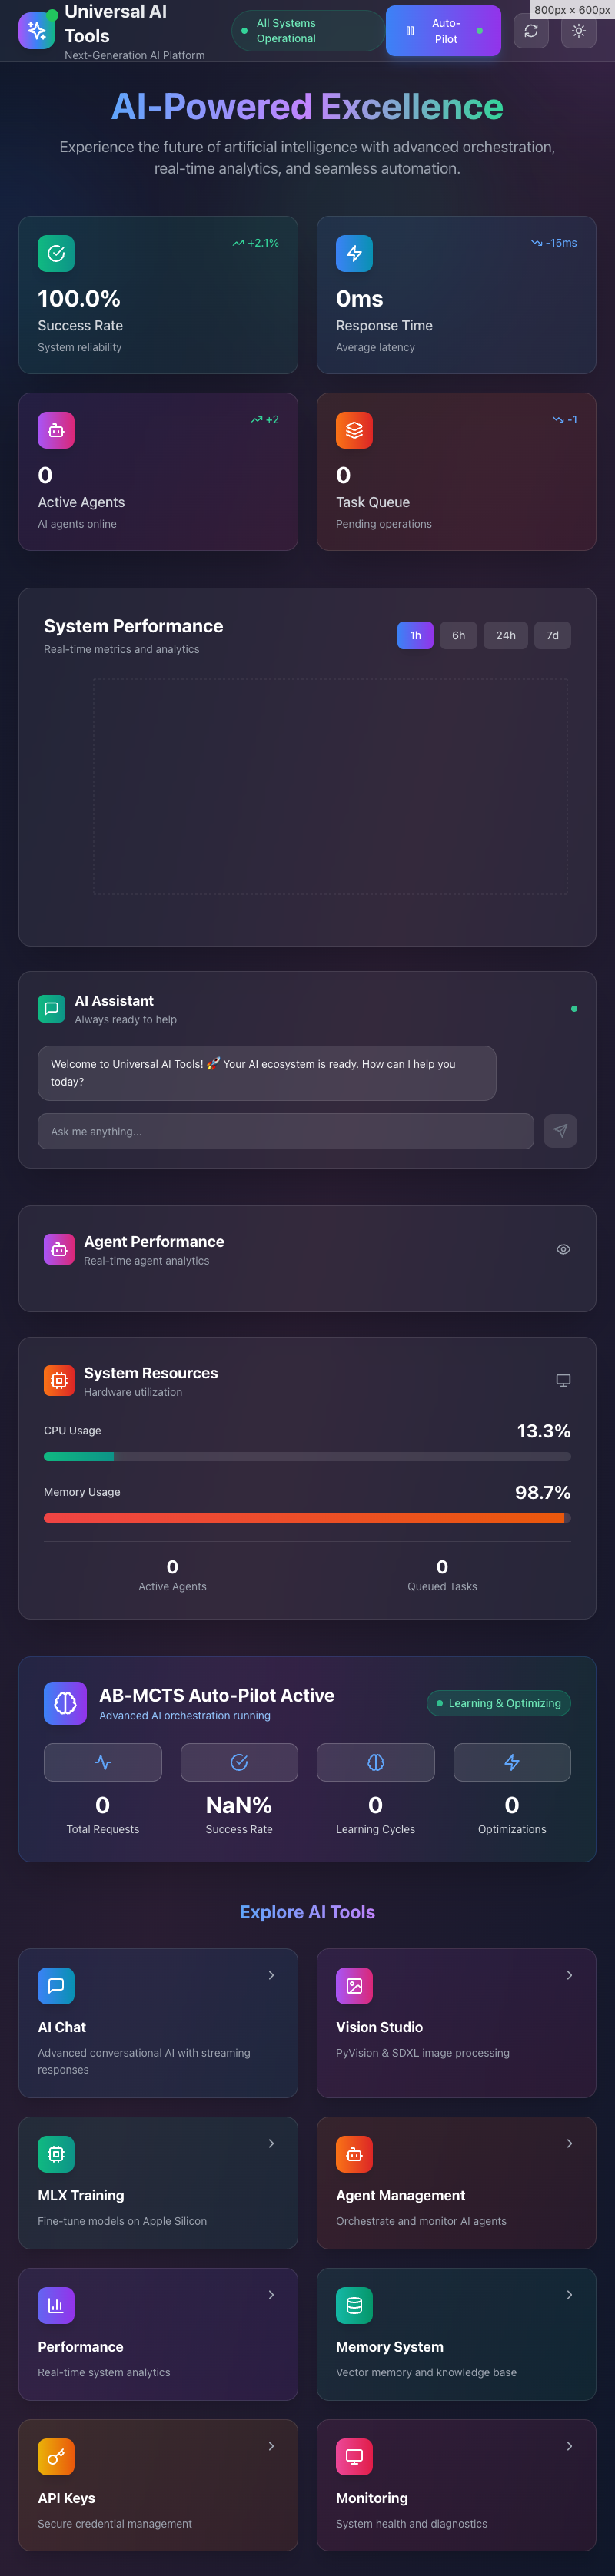 Universal AI
Tools
Next-Generation AI Platform
All Systems
Operational
Auto-
Pilot
800px × 600px
AI-Powered Excellence
Experience the future of artificial intelligence with advanced orchestration,
real-time analytics, and seamless automation.
+2.1%
100.0%
Success Rate
System reliability
-15ms
0ms
Response Time
Average latency
+2
0
Active Agents
AI agents online
-1
0
Task Queue
Pending operations
System Performance
Real-time metrics and analytics
1h 6h 24h 7d
AI Assistant
Always ready to help
Welcome to Universal AI Tools! 🚀 Your AI ecosystem is ready. How can I help you
today?
Ask me anything...
Agent Performance
Real-time agent analytics
System Resources
Hardware utilization
CPU Usage 13.3%
Memory Usage 98.7%
0 0
Active Agents Queued Tasks
AB-MCTS Auto-Pilot Active
Advanced AI orchestration running
Learning & Optimizing
0 NaN% 0 0
Total Requests Success Rate Learning Cycles Optimizations
Explore AI Tools
AI Chat
Advanced conversational AI with streaming
responses
Vision Studio
PyVision & SDXL image processing
MLX Training
Fine-tune models on Apple Silicon
Agent Management
Orchestrate and monitor AI agents
Performance
Real-time system analytics
Memory System
Vector memory and knowledge base
API Keys
Secure credential management
Monitoring
System health and diagnostics